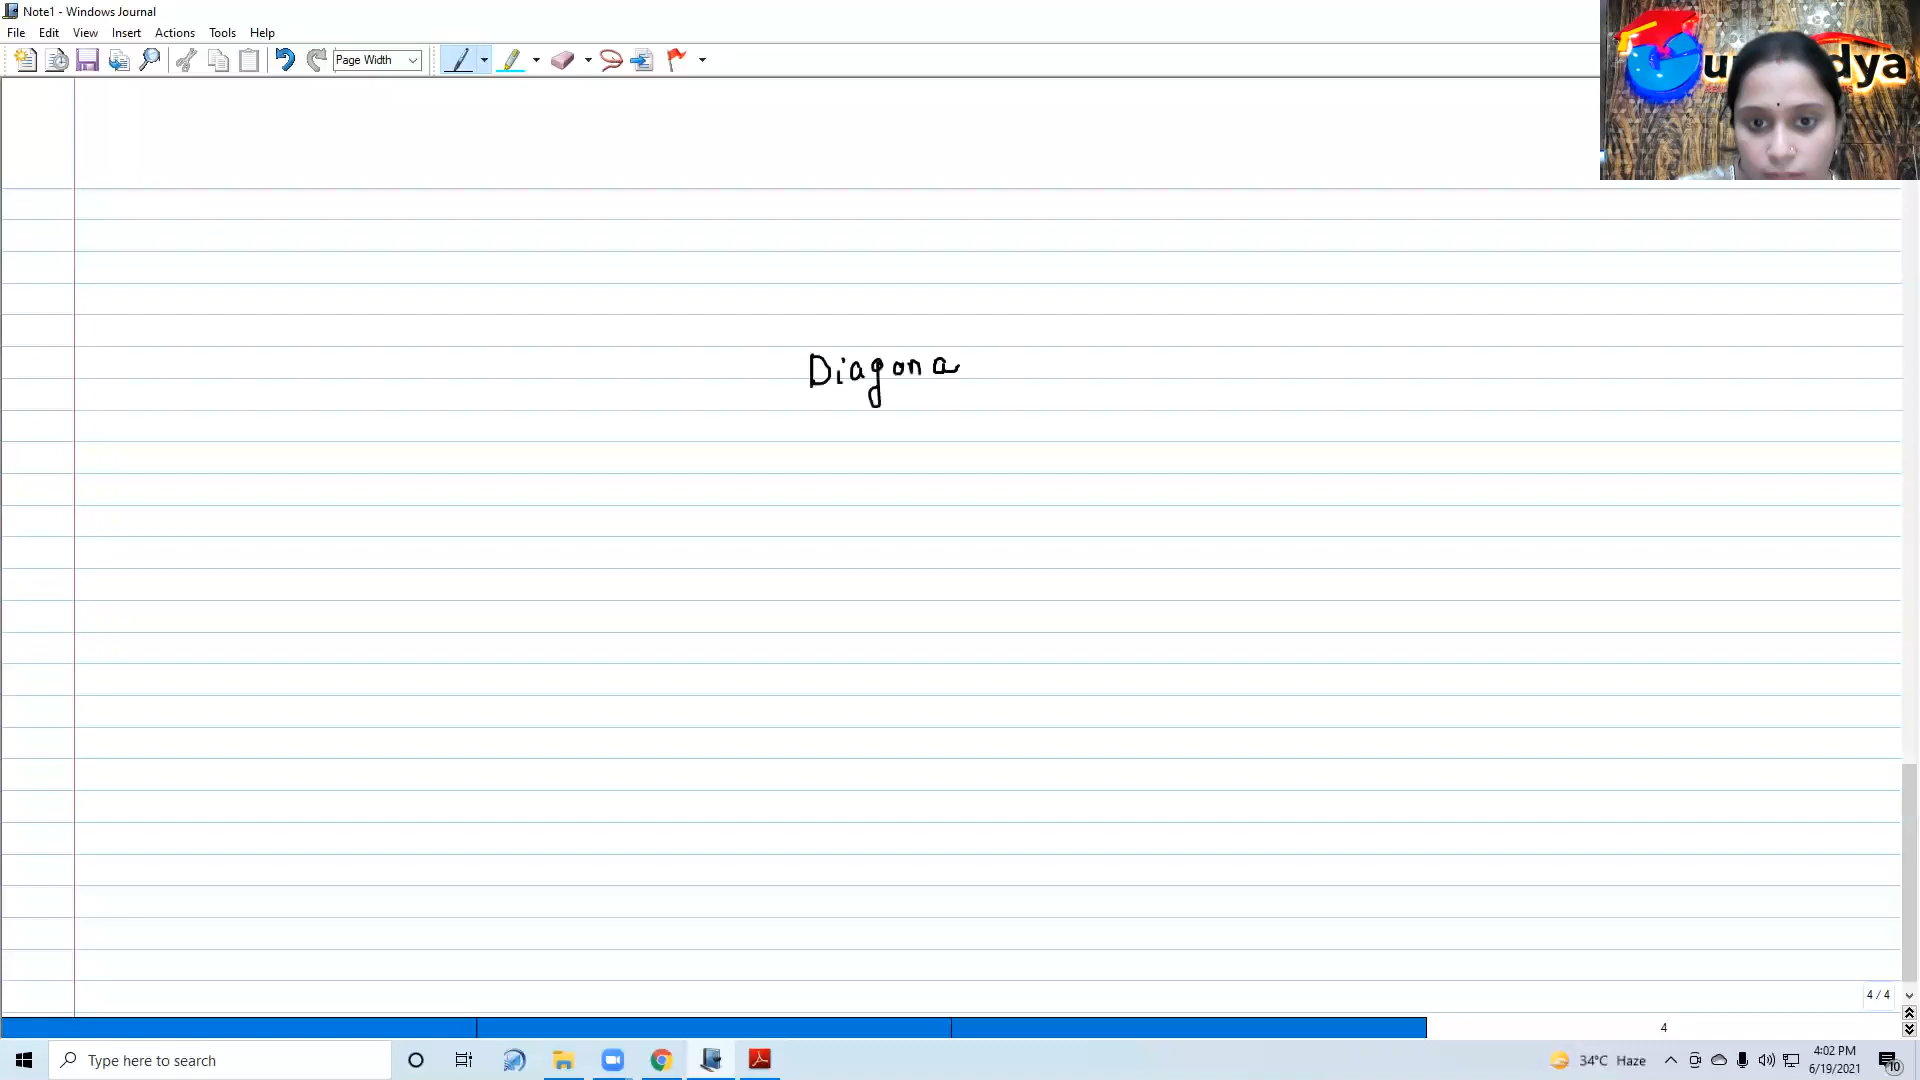 Note1 - Windows Journal
File Edit View Insert Actions Tools Help
Page Width
Diagona
4 / 4
4
Type here to search
34°C Haze
4:02 PM
6/19/2021
10